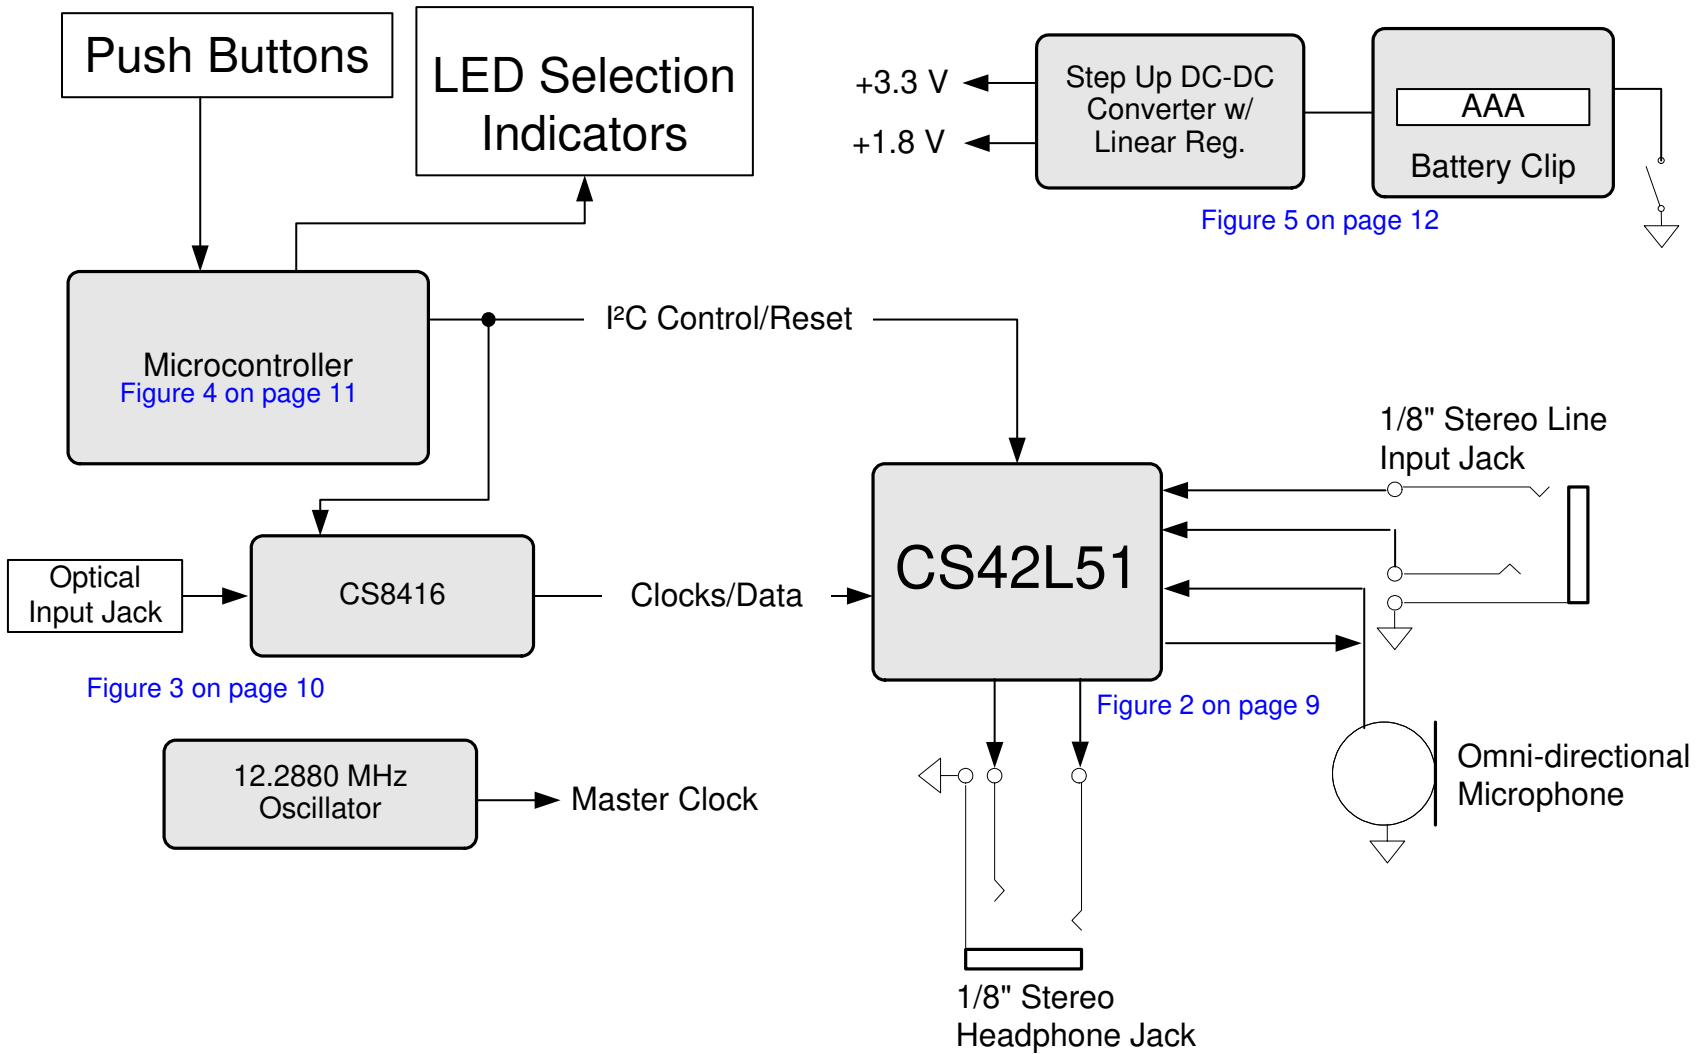 Push Buttons
LED Selection
Indicators
+3.3 V
+1.8 V
Step Up DC-DC
Converter w/
Linear Reg.
AAA
Battery Clip
Figure 5 on page 12
Microcontroller
Figure 4 on page 11
I²C Control/Reset
1/8" Stereo Line
Input Jack
Optical
Input Jack
CS8416
Clocks/Data
CS42L51
Figure 3 on page 10
Figure 2 on page 9
12.2880 MHz
Oscillator
Master Clock
Omni-directional
Microphone
1/8" Stereo
Headphone Jack